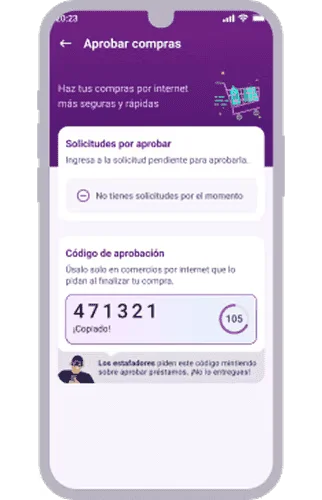 20:23
← Aprobar compras
Haz tus compras por internet
más seguras y rápidas
Solicitudes por aprobar
Ingresa a la solicitud pendiente para aprobarla.
No tienes solicitudes por el momento
Código de aprobación
Úsalo solo en comercios por internet que lo
pidan al finalizar tu compra.
471321
¡Copiado!
105
Los estafadores piden este código mintiendo
sobre aprobar préstamos. ¡No lo entregues!